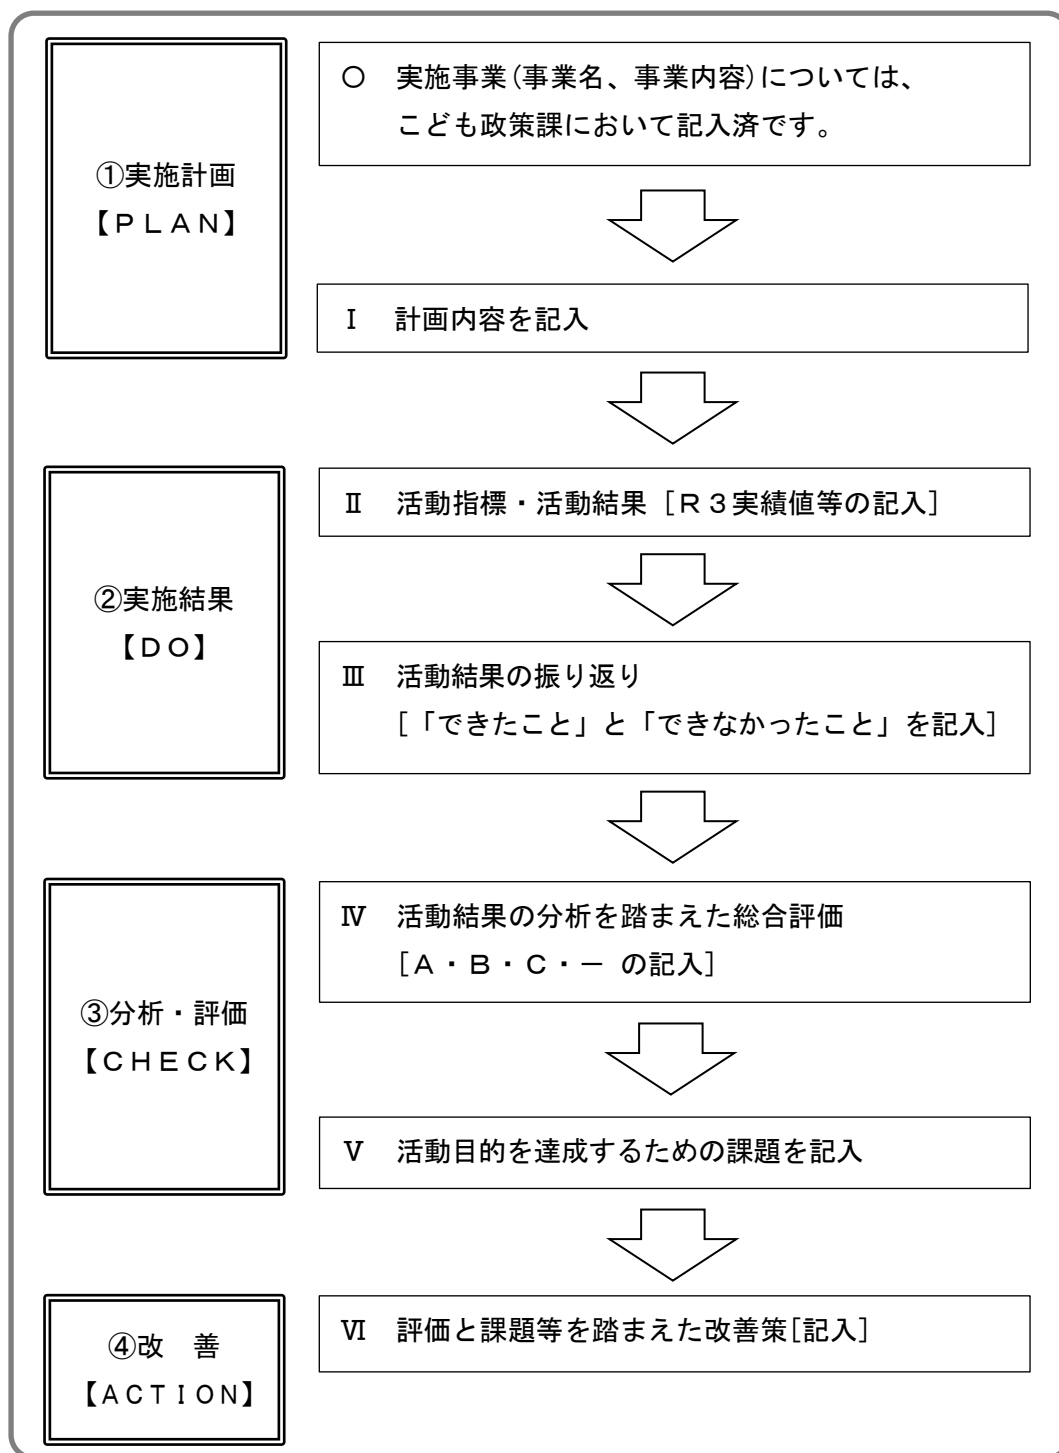 ①実施計画
【ＰＬＡＮ】
〇　実施事業(事業名、事業内容)については、
こども政策課において記入済です。
Ⅰ　計画内容を記入
②実施結果
【ＤＯ】
Ⅱ　活動指標・活動結果［Ｒ３実績値等の記入］
Ⅲ　活動結果の振り返り
［「できたこと」と「できなかったこと」を記入］
③分析・評価
【ＣＨＥＣＫ】
Ⅳ　活動結果の分析を踏まえた総合評価
［Ａ・Ｂ・Ｃ・－ の記入］
Ⅴ　活動目的を達成するための課題を記入
④改　善
【ＡＣＴＩＯＮ】
Ⅵ　評価と課題等を踏まえた改善策[記入]